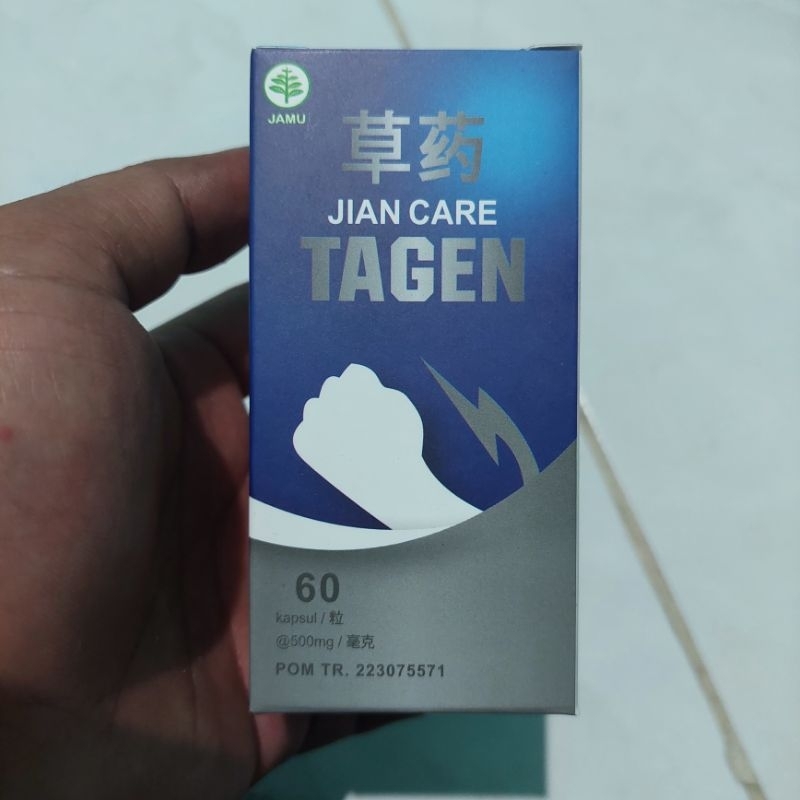 JAMU
草药
JIAN CARE
TAGEN
60
kapsul / 粒
@500mg / 毫克
POM TR. 223075571